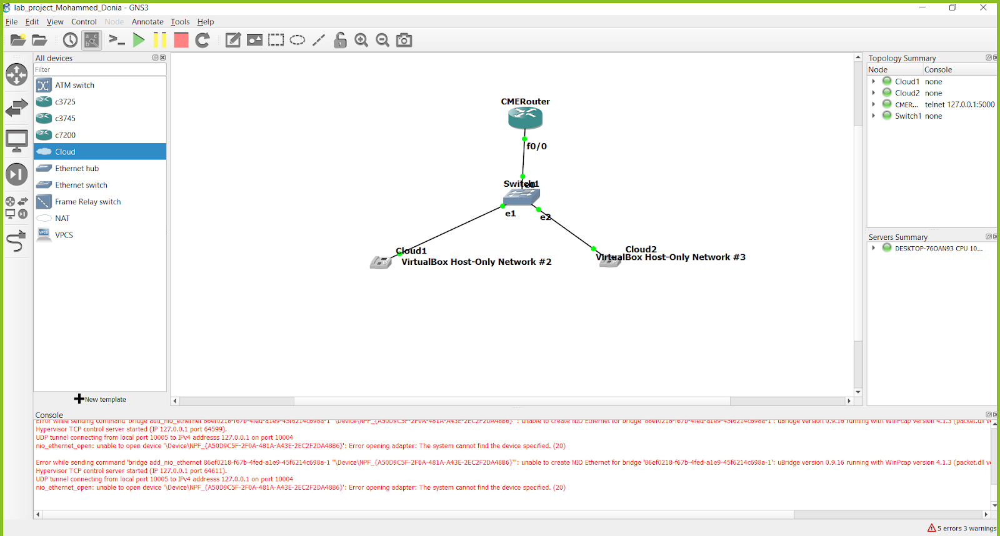 lab_project_Mohammed_Donia - GNS3
File Edit View Control Node Annotate Tools Help
All devices
Filter
ATM switch
c3725
c3745
c7200
Cloud
Ethernet hub
Ethernet switch
Frame Relay switch
NAT
VPCS
New template
CMERouter
f0/0
Switch1
e0
e1
e2
Cloud1
VirtualBox Host-Only Network #2
Cloud2
VirtualBox Host-Only Network #3
Topology Summary
Node Console
Cloud1 none
Cloud2 none
CMER... telnet 127.0.0.1:5000
Switch1 none
Servers Summary
DESKTOP-76OAN93 CPU 10...
Console
Error while sending command 'bridge add_nio_ethernet 86ef0218-f67b-4fed-a1e9-45f6214c698a-1 "\Device\NPF_{A50D9C5F-2F0A-481A-A43E-2EC2F2DA48B6}"': unable to create NIO Ethernet for bridge '86ef0218-f67b-4fed-a1e9-45f6214c698a-1': uBridge version 0.9.16 running with WinPcap version 4.1.3 (packet.dll ve
Hypervisor TCP control server started (IP 127.0.0.1 port 64599).
UDP tunnel connecting from local port 10005 to IPv4 addresss 127.0.0.1 on port 10004
nio_ethernet_open: unable to open device '\Device\NPF_{A50D9C5F-2F0A-481A-A43E-2EC2F2DA48B6}': Error opening adapter: The system cannot find the device specified. (20)
Error while sending command 'bridge add_nio_ethernet 86ef0218-f67b-4fed-a1e9-45f6214c698a-1 "\Device\NPF_{A50D9C5F-2F0A-481A-A43E-2EC2F2DA48B6}"': unable to create NIO Ethernet for bridge '86ef0218-f67b-4fed-a1e9-45f6214c698a-1': uBridge version 0.9.16 running with WinPcap version 4.1.3 (packet.dll ve
Hypervisor TCP control server started (IP 127.0.0.1 port 64611).
UDP tunnel connecting from local port 10005 to IPv4 addresss 127.0.0.1 on port 10004
nio_ethernet_open: unable to open device '\Device\NPF_{A50D9C5F-2F0A-481A-A43E-2EC2F2DA48B6}': Error opening adapter: The system cannot find the device specified. (20)
5 errors 3 warnings